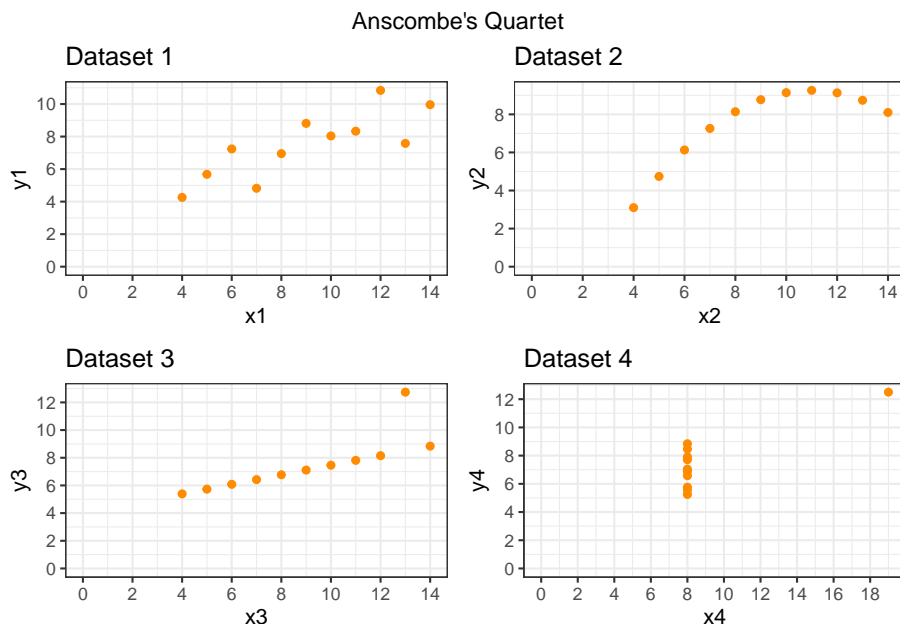 Anscombe's Quartet
Dataset 1
10
8
6
4
2
0
y1
0 2 4 6 8 10 12 14
x1
Dataset 2
8
6
4
2
0
y2
0 2 4 6 8 10 12 14
x2
Dataset 3
12
10
8
6
4
2
0
y3
0 2 4 6 8 10 12 14
x3
Dataset 4
12
10
8
6
4
2
0
y4
0 2 4 6 8 10 12 14 16 18
x4